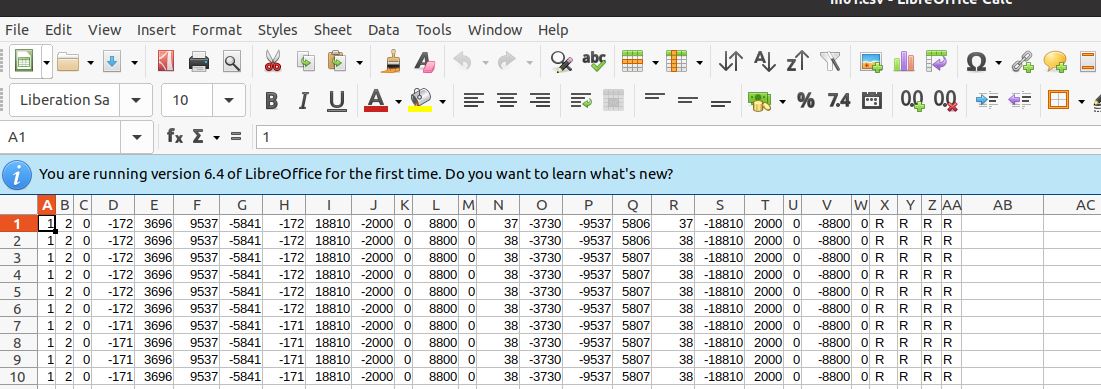 m01.csv - LibreOffice Calc
File Edit View Insert Format Styles Sheet Data Tools Window Help
abc
Liberation Sa 10 B I U A % 7.4 0.0 0.0 Ω
A1 fx Σ = 1
You are running version 6.4 of LibreOffice for the first time. Do you want to learn what's new?
A B C D E F G H I J K L M N O P Q R S T U V W X Y Z AA AB AC
1 1 2 0 -172 3696 9537 -5841 -172 18810 -2000 0 8800 0 37 -3730 -9537 5806 37 -18810 2000 0 -8800 0 R R R R
2 1 2 0 -172 3696 9537 -5841 -172 18810 -2000 0 8800 0 38 -3730 -9537 5806 38 -18810 2000 0 -8800 0 R R R R
3 1 2 0 -172 3696 9537 -5841 -172 18810 -2000 0 8800 0 38 -3730 -9537 5807 38 -18810 2000 0 -8800 0 R R R R
4 1 2 0 -172 3696 9537 -5841 -172 18810 -2000 0 8800 0 38 -3730 -9537 5807 38 -18810 2000 0 -8800 0 R R R R
5 1 2 0 -172 3696 9537 -5841 -172 18810 -2000 0 8800 0 38 -3730 -9537 5807 38 -18810 2000 0 -8800 0 R R R R
6 1 2 0 -172 3696 9537 -5841 -172 18810 -2000 0 8800 0 38 -3730 -9537 5807 38 -18810 2000 0 -8800 0 R R R R
7 1 2 0 -171 3696 9537 -5841 -171 18810 -2000 0 8800 0 38 -3730 -9537 5807 38 -18810 2000 0 -8800 0 R R R R
8 1 2 0 -171 3696 9537 -5841 -171 18810 -2000 0 8800 0 38 -3730 -9537 5807 38 -18810 2000 0 -8800 0 R R R R
9 1 2 0 -171 3696 9537 -5841 -171 18810 -2000 0 8800 0 38 -3730 -9537 5807 38 -18810 2000 0 -8800 0 R R R R
10 1 2 0 -171 3696 9537 -5841 -171 18810 -2000 0 8800 0 38 -3730 -9537 5807 38 -18810 2000 0 -8800 0 R R R R